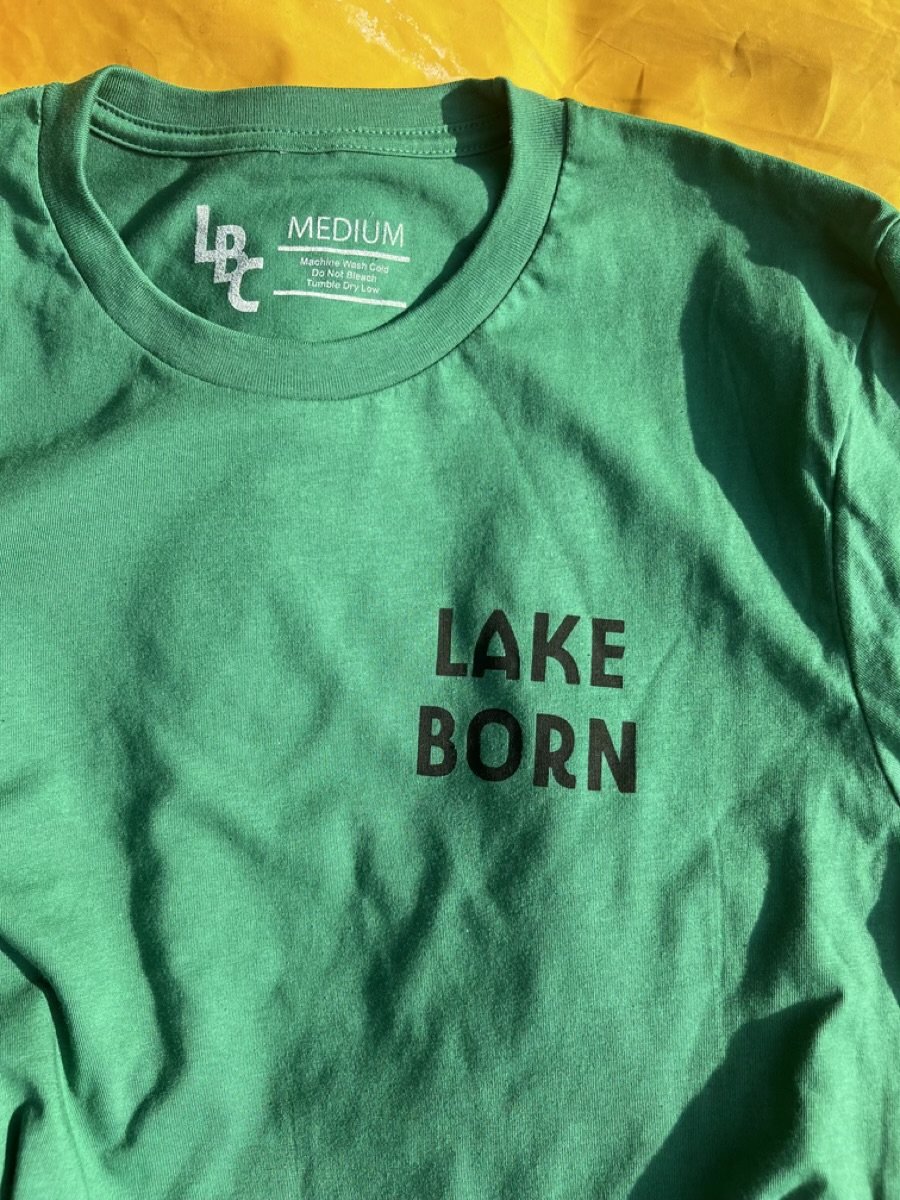 LBC
MEDIUM
Machine Wash Cold
Do Not Bleach
Tumble Dry Low
LAKE
BORN